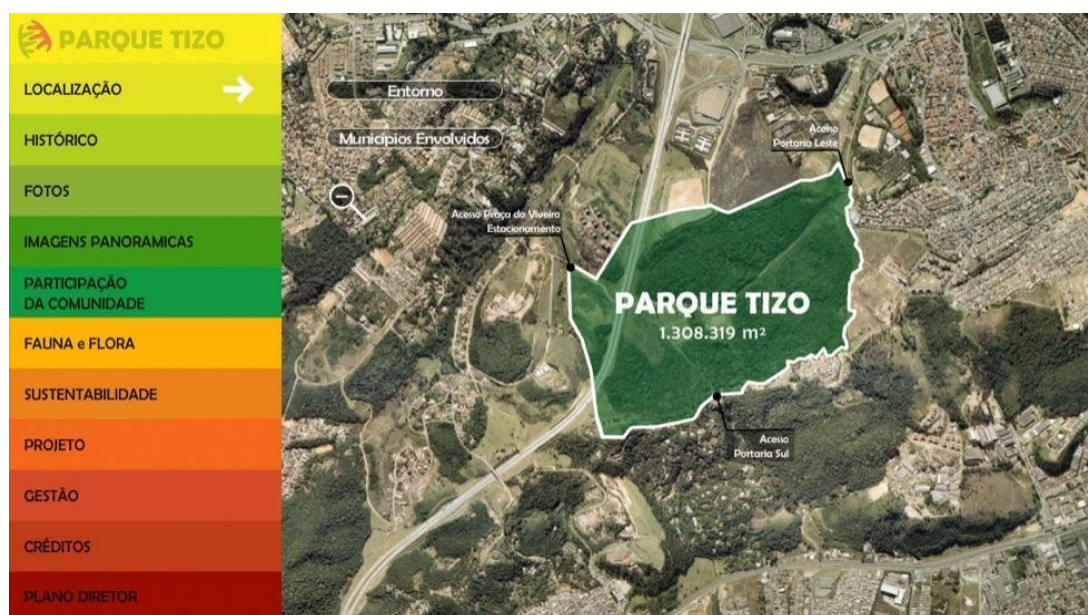 PARQUE TIZO
LOCALIZAÇÃO
HISTÓRICO
FOTOS
IMAGENS PANORAMICAS
PARTICIPAÇÃO
DA COMUNIDADE
FAUNA e FLORA
SUSTENTABILIDADE
PROJETO
GESTÃO
CRÉDITOS
PLANO DIRETOR
Entorno
Municípios Envolvidos
Acesso
Portaria Leste
Acesso Praça do Viveiro
Estacionamento
PARQUE TIZO
1.308.319 m²
Acesso
Portaria Sul